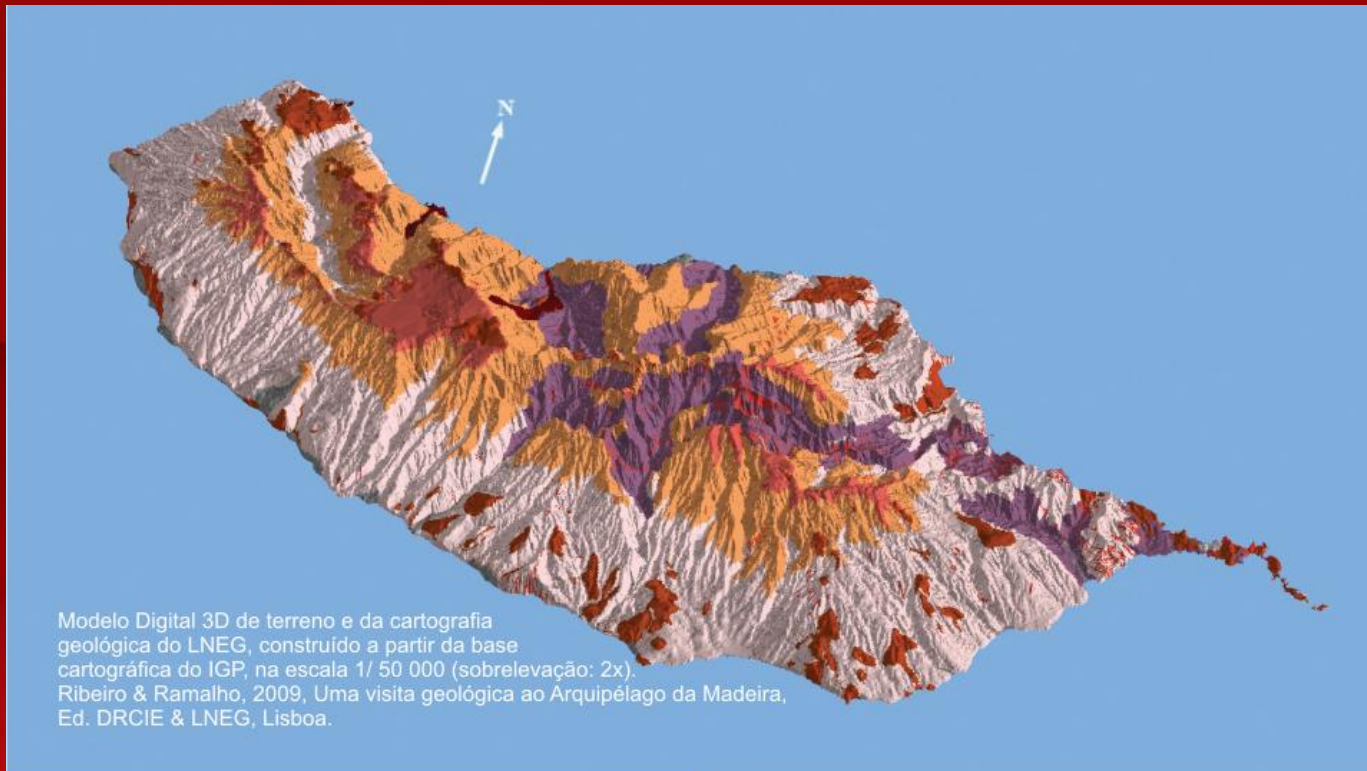 N
Modelo Digital 3D de terreno e da cartografia
geológica do LNEG, construído a partir da base
cartográfica do IGP, na escala 1/ 50 000 (sobrelevação: 2x).
Ribeiro & Ramalho, 2009, Uma visita geológica ao Arquipélago da Madeira,
Ed. DRCIE & LNEG, Lisboa.